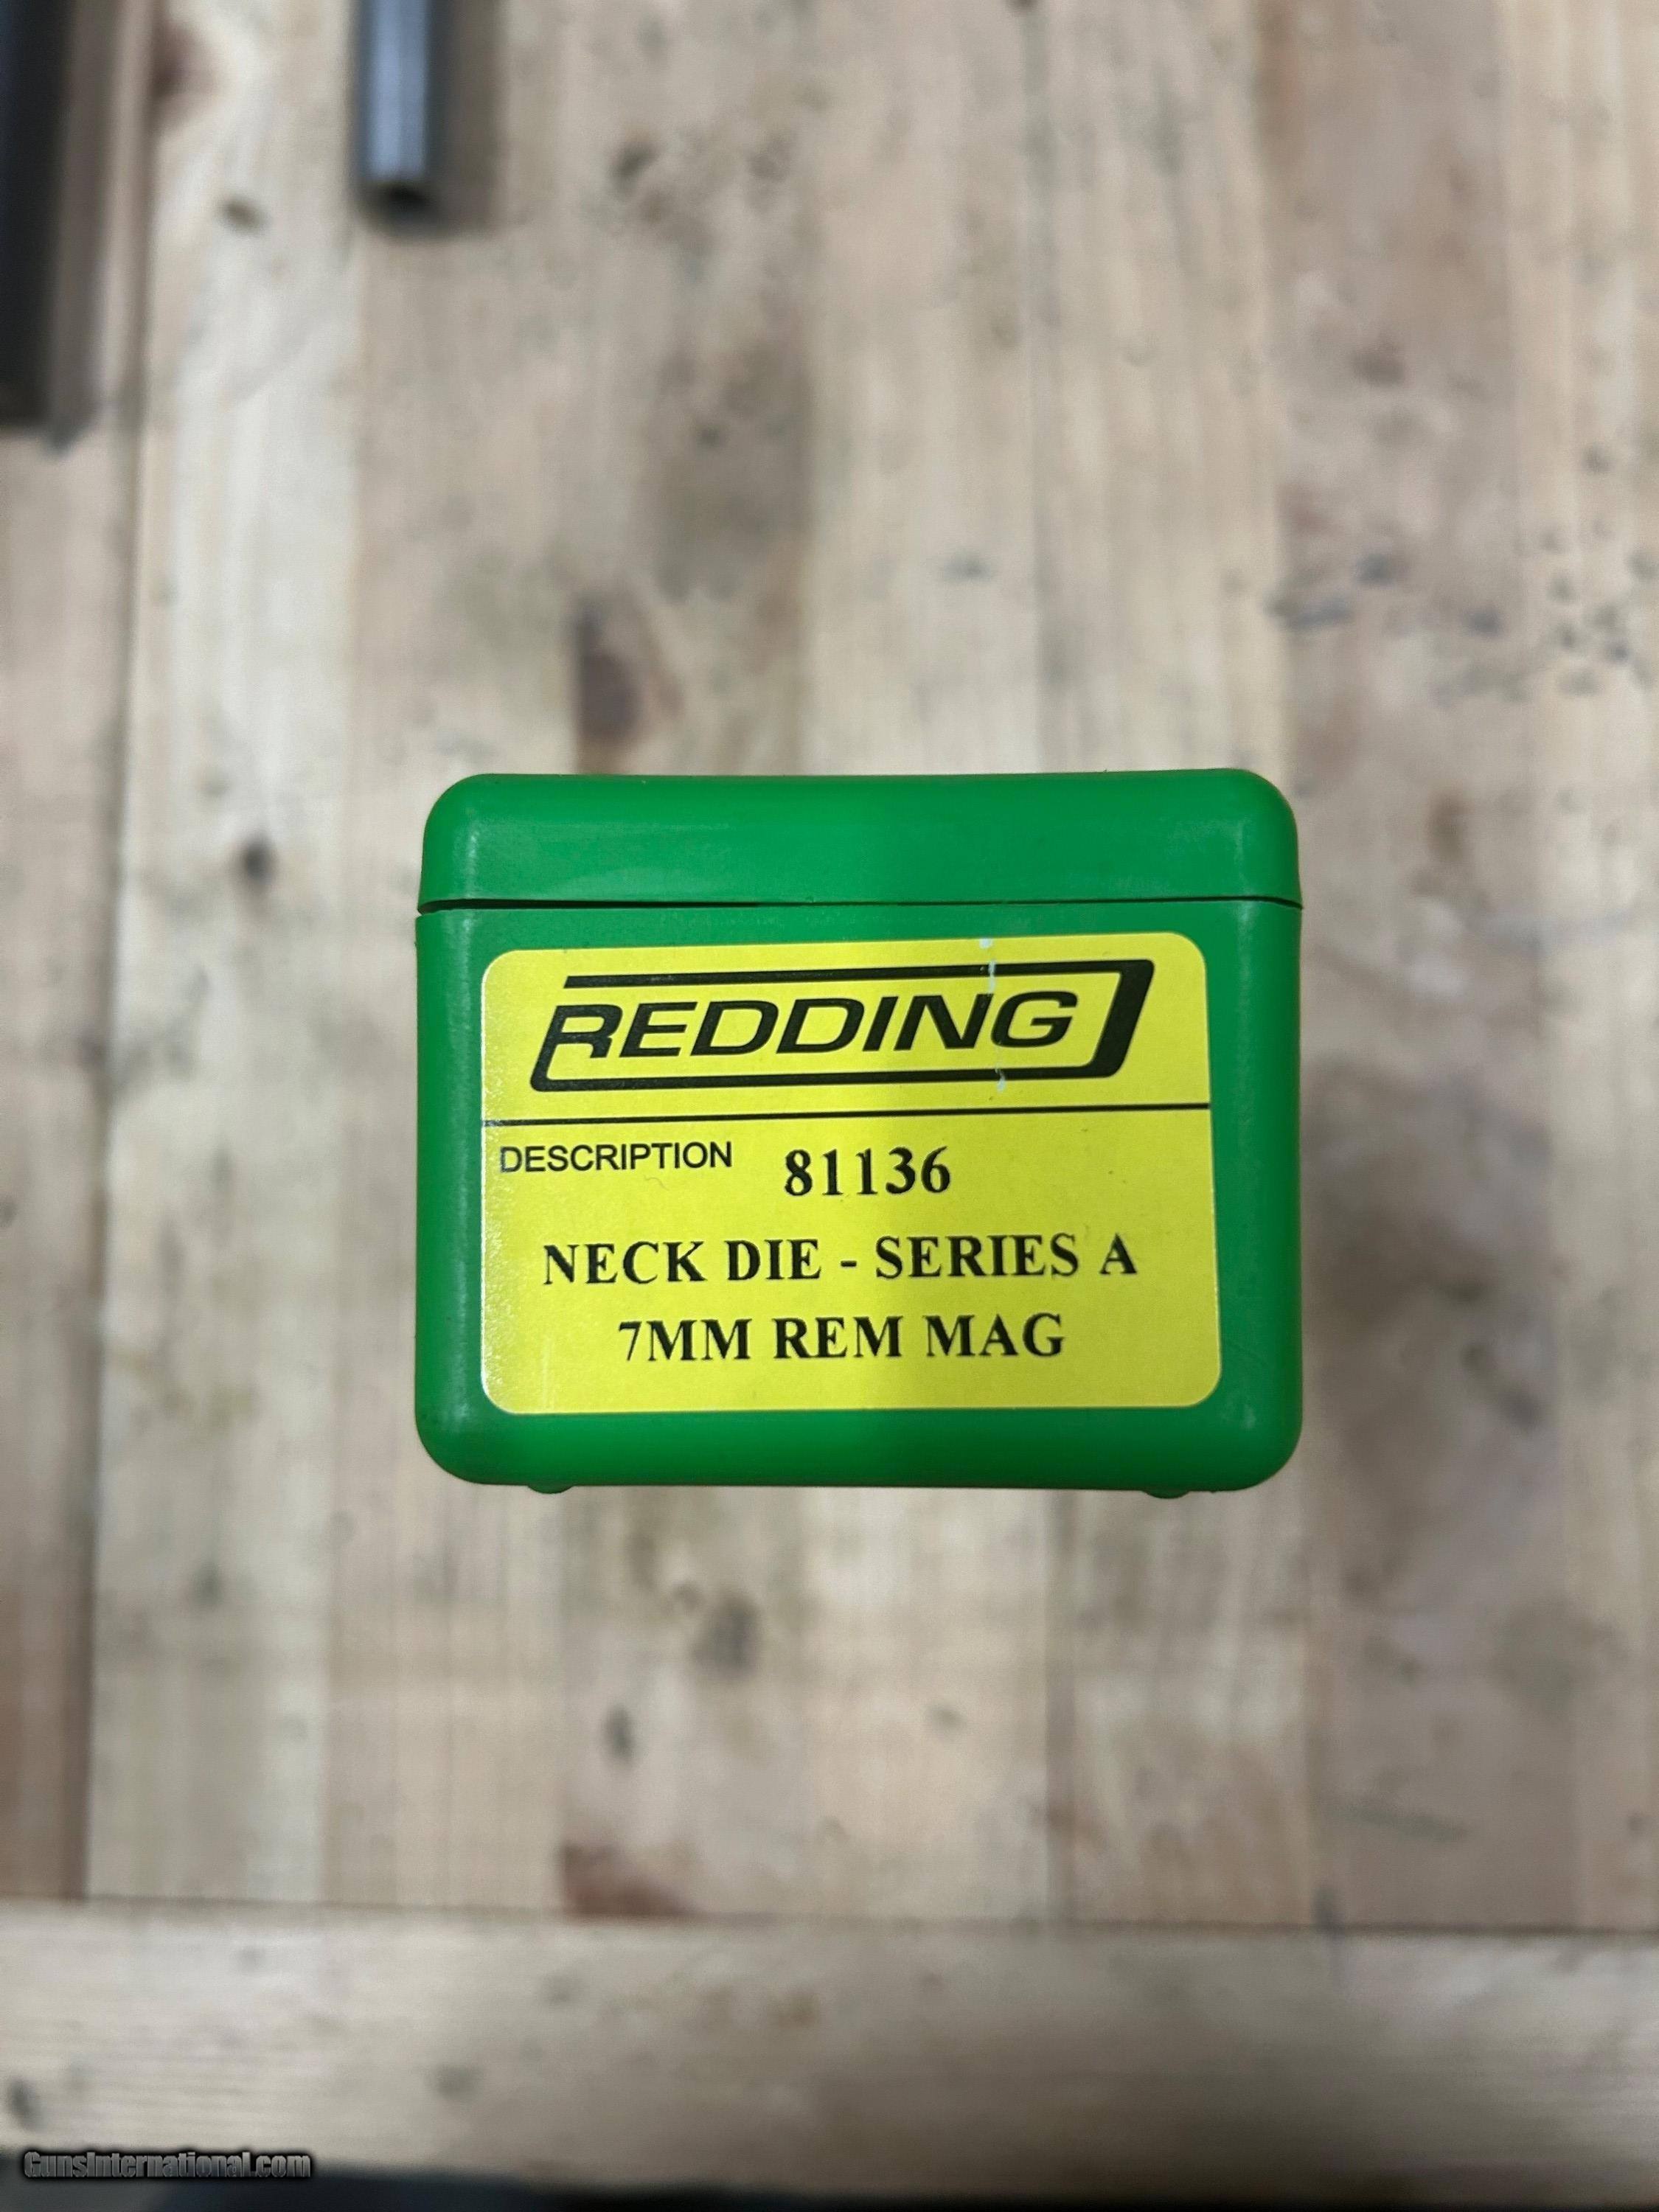 REDDING
DESCRIPTION 81136
NECK DIE - SERIES A
7MM REM MAG
GunsInternational.com